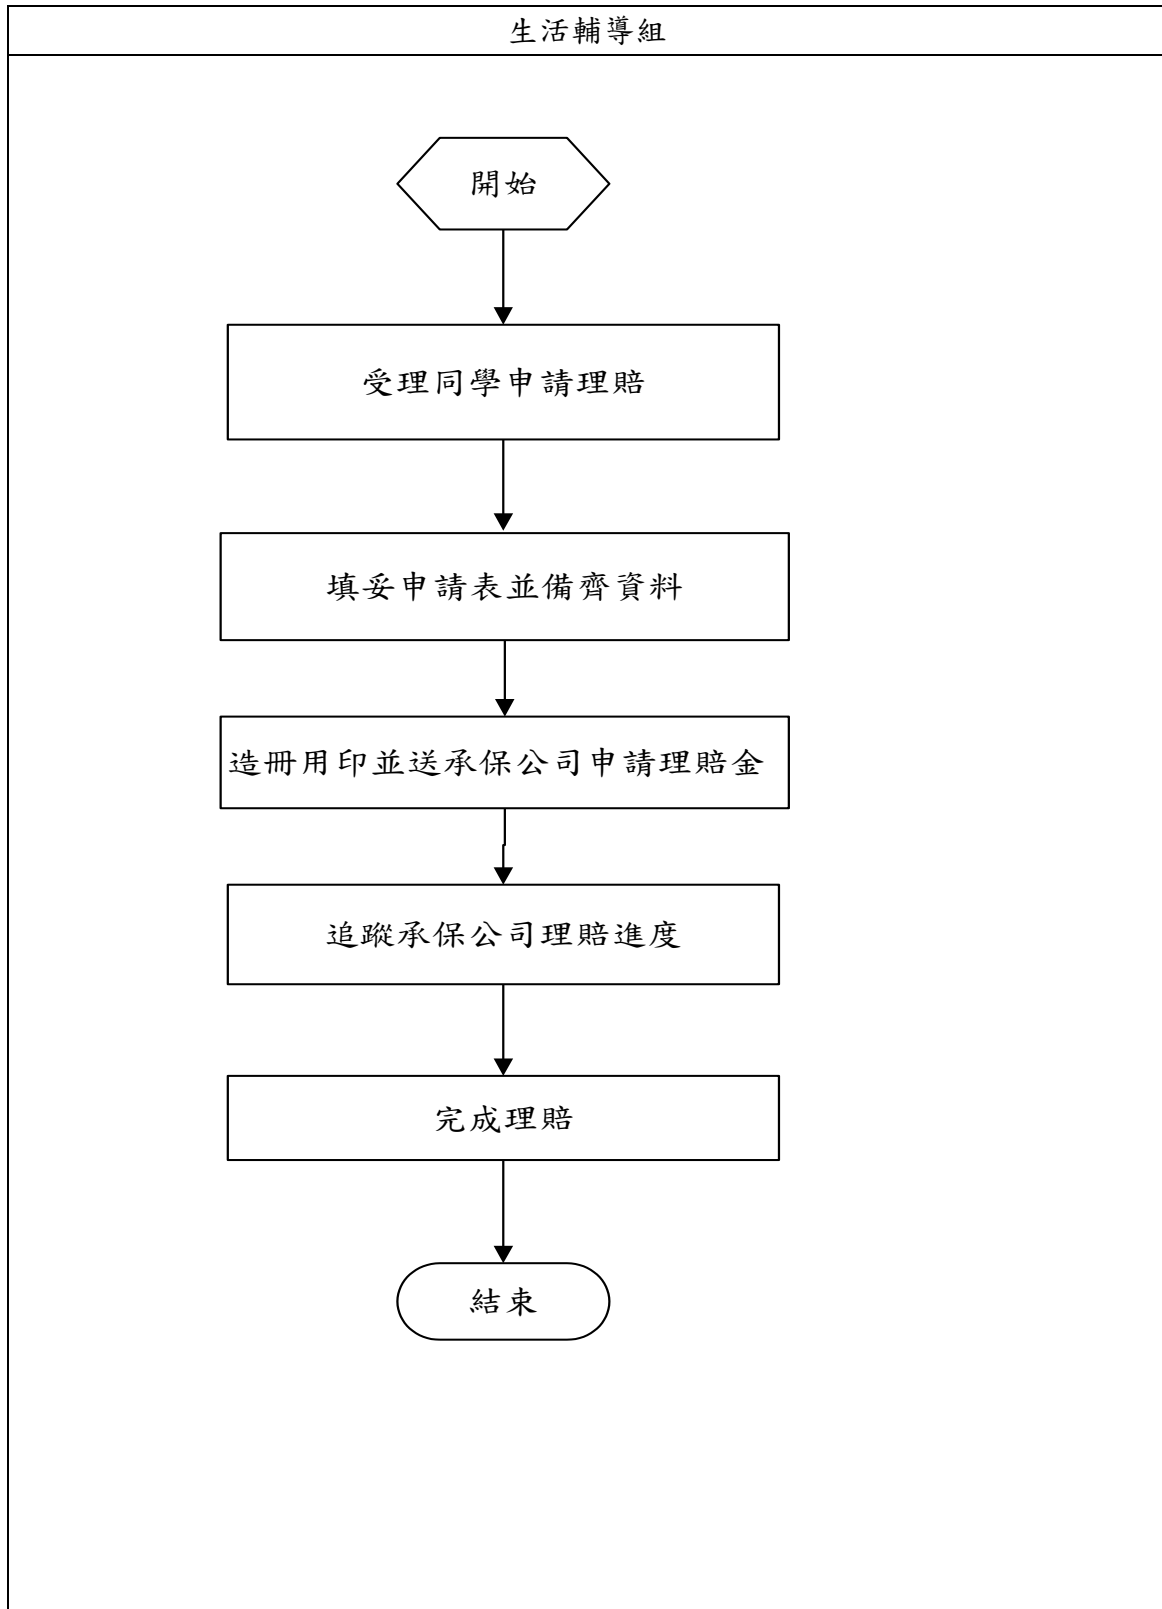 生活輔導組
開始
受理同學申請理賠
填妥申請表並備齊資料
造冊用印並送承保公司申請理賠金
追蹤承保公司理賠進度
完成理賠
結束